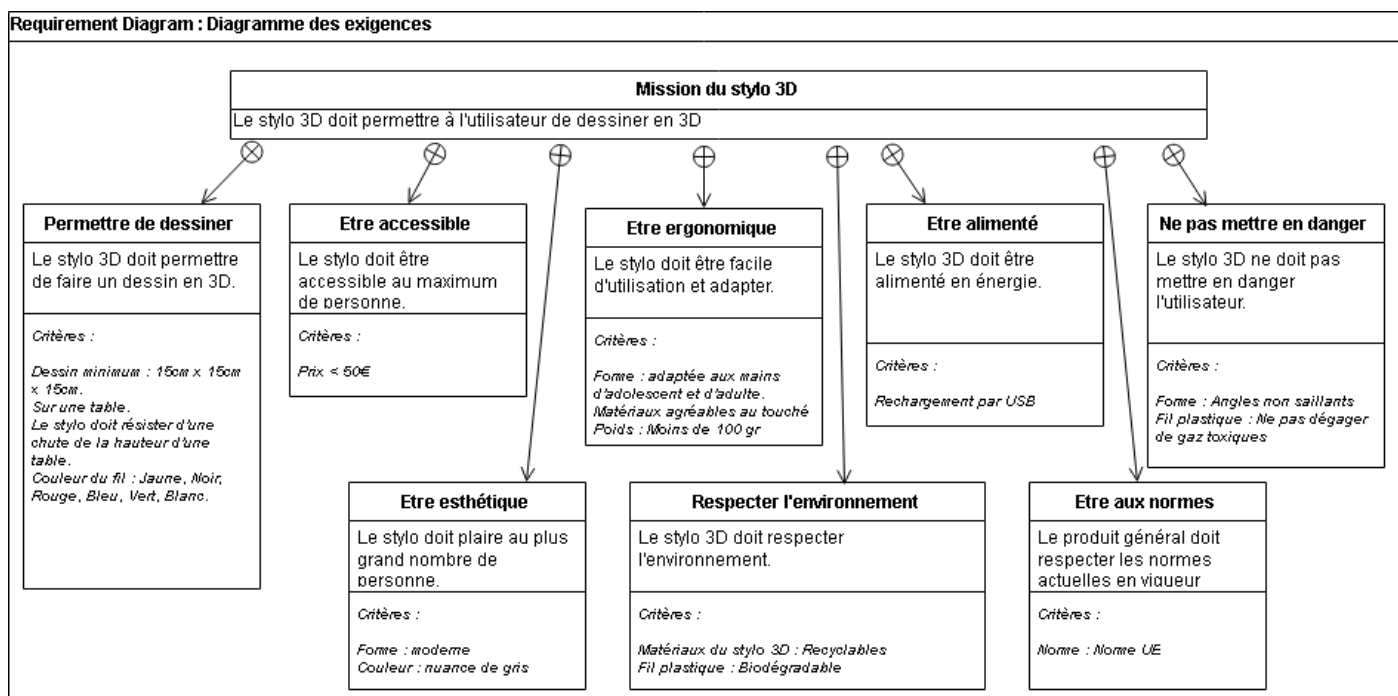 Requirement Diagram : Diagramme des exigences
Mission du stylo 3D
Le stylo 3D doit permettre à l'utilisateur de dessiner en 3D
Permettre de dessiner
Le stylo 3D doit permettre
de faire un dessin en 3D.
Critères :
Dessin minimum : 15cm x 15cm
x 15cm.
Sur une table.
Le stylo doit résister d'une
chute de la hauteur d'une
table.
Couleur du fil : Jaune, Noir,
Rouge, Bleu, Vert, Blanc.
Etre accessible
Le stylo doit être
accessible au maximum
de personne.
Critères :
Prix < 50€
Etre ergonomique
Le stylo doit être facile
d'utilisation et adapter.
Critères :
Forme : adaptée aux mains
d'adolescent et d'adulte.
Matériaux agréables au touché
Poids : Moins de 100 gr
Etre alimenté
Le stylo 3D doit être
alimenté en énergie.
Critères :
Rechargement par USB
Ne pas mettre en danger
Le stylo 3D ne doit pas
mettre en danger
l'utilisateur.
Critères :
Forme : Angles non saillants
Fil plastique : Ne pas dégager
de gaz toxiques
Etre esthétique
Le stylo doit plaire au plus
grand nombre de
personne.
Critères :
Forme : moderne
Couleur : nuance de gris
Respecter l'environnement
Le stylo 3D doit respecter
l'environnement.
Critères :
Matériaux du stylo 3D : Recyclables
Fil plastique : Biodégradable
Etre aux normes
Le produit général doit
respecter les normes
actuelles en vigueur
Critères :
Norme : Norme UE